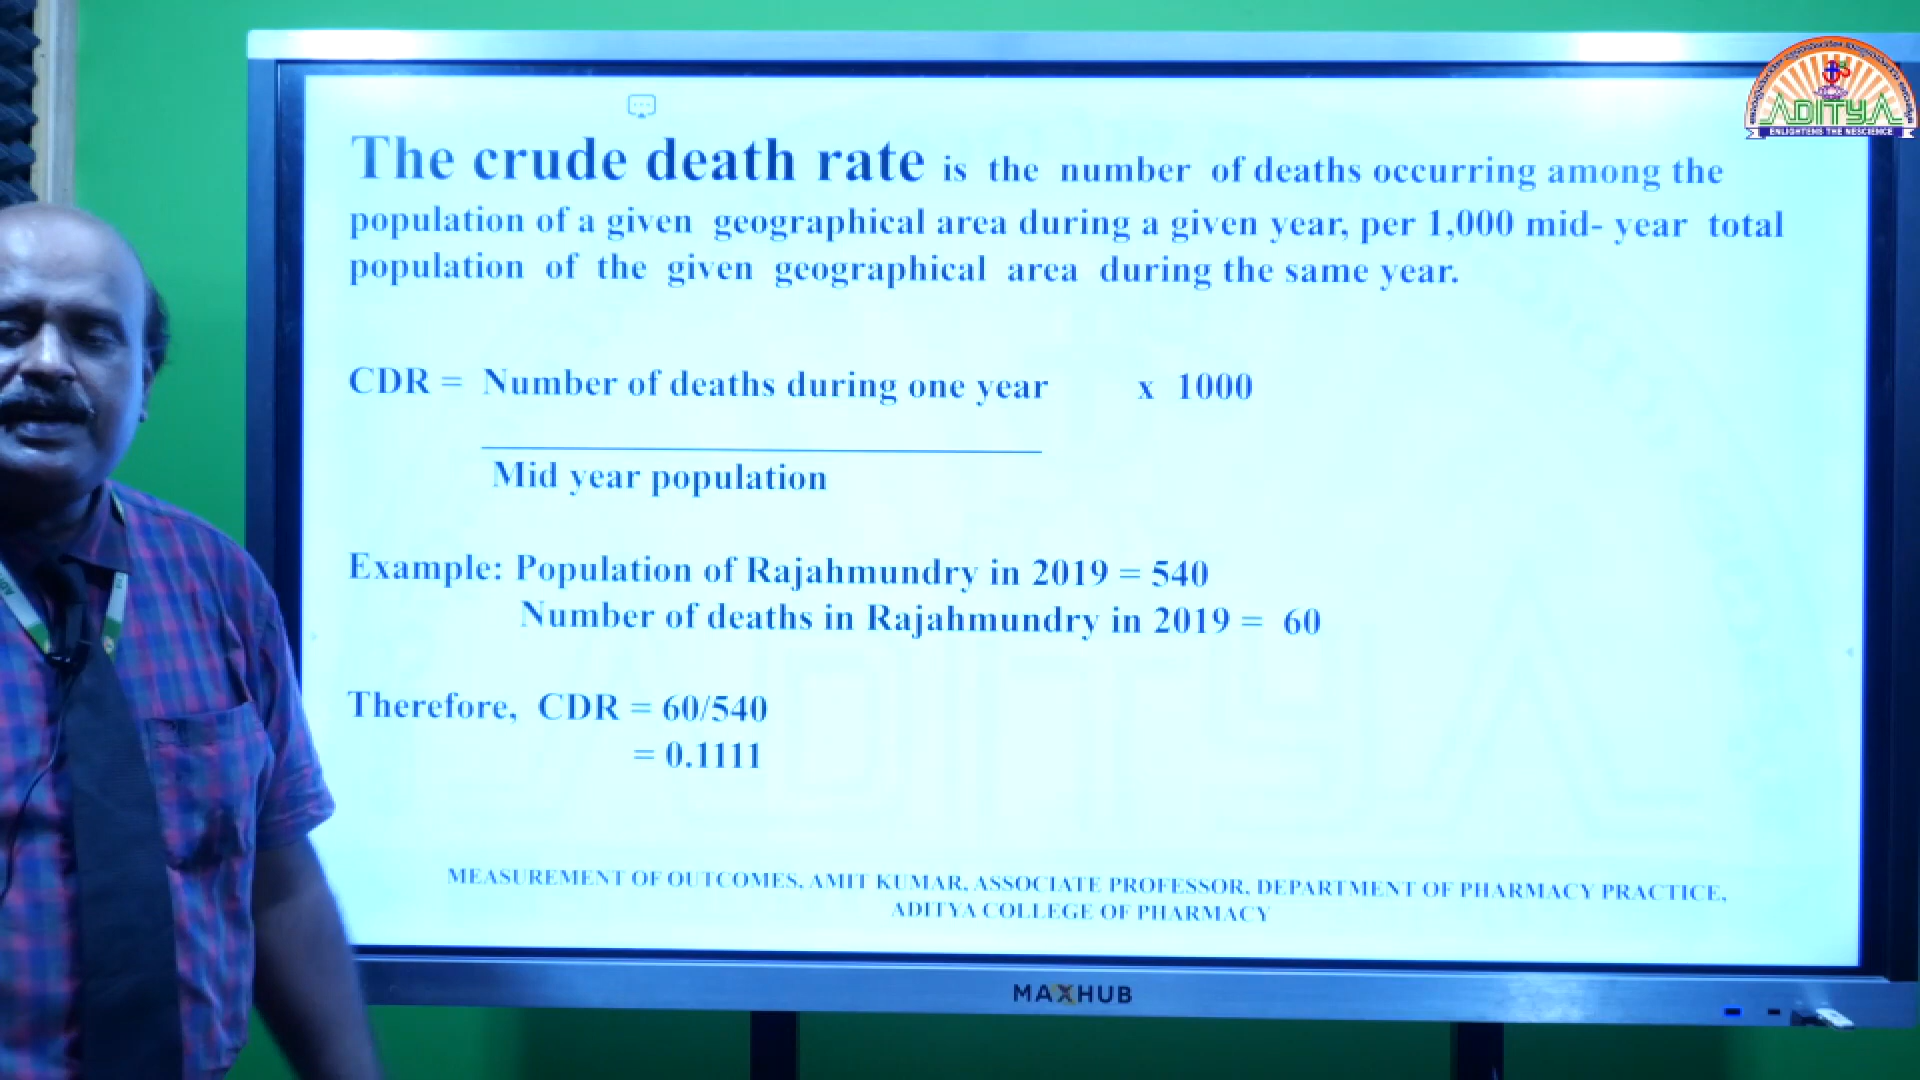 The crude death rate is the number of deaths occurring among the
population of a given geographical area during a given year, per 1,000 mid- year total
population of the given geographical area during the same year.
CDR = Number of deaths during one year x 1000
Mid year population
Example: Population of Rajahmundry in 2019 = 540
Number of deaths in Rajahmundry in 2019 = 60
Therefore, CDR = 60/540
= 0.1111
MEASUREMENT OF OUTCOMES, AMIT KUMAR, ASSOCIATE PROFESSOR, DEPARTMENT OF PHARMACY PRACTICE,
ADITYA COLLEGE OF PHARMACY
MAXHUB
ADITYA
ENLIGHTENS THE NESCIENCE